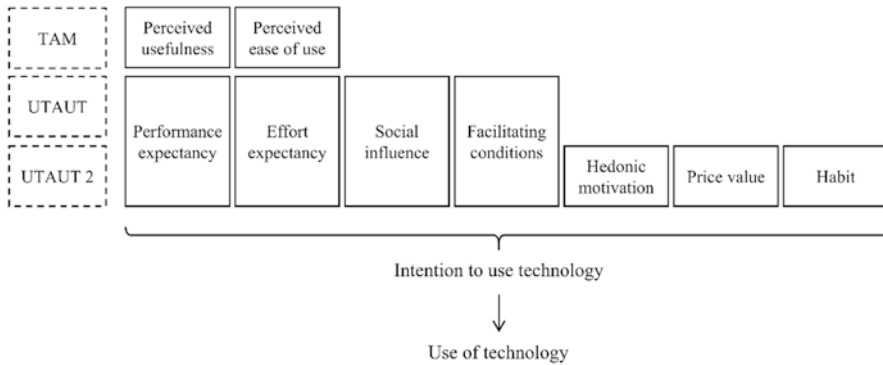 TAM
Perceived
usefulness
Perceived
ease of use
UTAUT
Performance
expectancy
Effort
expectancy
Social
influence
Facilitating
conditions
UTAUT 2
Hedonic
motivation
Price value
Habit
Intention to use technology
Use of technology